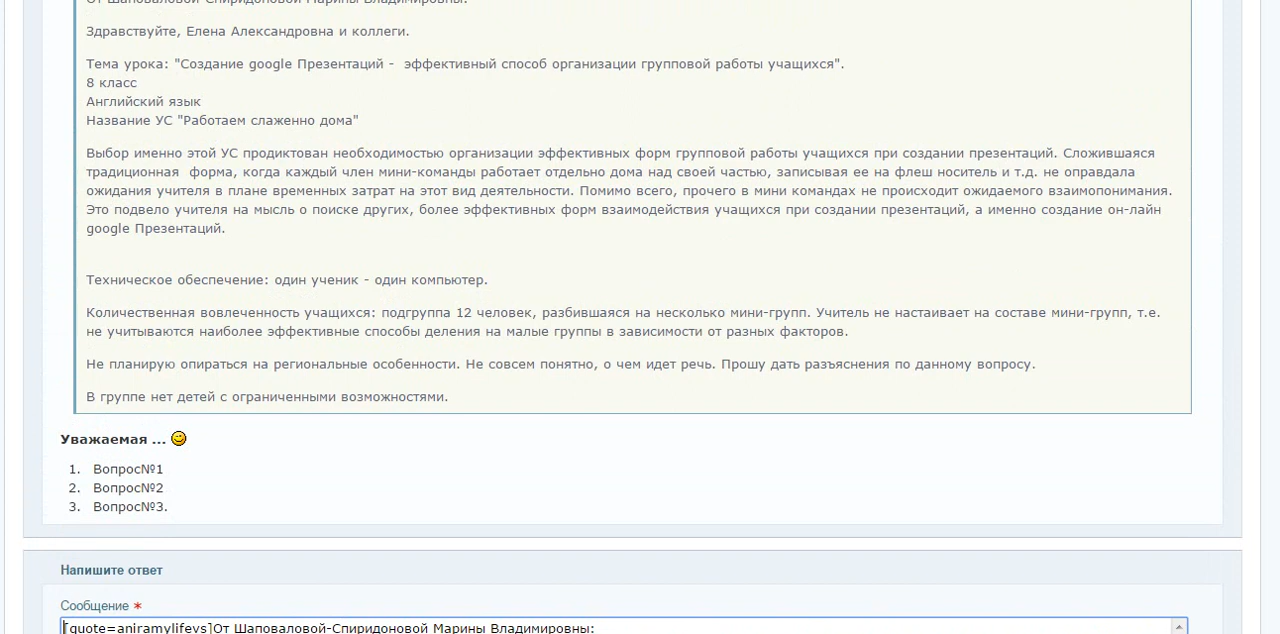 От Шаповаловой-Спиридоновой Марины Владимировны:
Здравствуйте, Елена Александровна и коллеги.
Тема урока: "Создание google Презентаций -  эффективный способ организации групповой работы учащихся".
8 класс
Английский язык
Название УС "Работаем слаженно дома"
Выбор именно этой УС продиктован необходимостью организации эффективных форм групповой работы учащихся при создании презентаций. Сложившаяся
традиционная  форма, когда каждый член мини-команды работает отдельно дома над своей частью, записывая ее на флеш носитель и т.д. не оправдала
ожидания учителя в плане временных затрат на этот вид деятельности. Помимо всего, прочего в мини командах не происходит ожидаемого взаимопонимания.
Это подвело учителя на мысль о поиске других, более эффективных форм взаимодействия учащихся при создании презентаций, а именно создание он-лайн
google Презентаций.
Техническое обеспечение: один ученик - один компьютер.
Количественная вовлеченность учащихся: подгруппа 12 человек, разбившаяся на несколько мини-групп. Учитель не настаивает на составе мини-групп, т.е.
не учитываются наиболее эффективные способы деления на малые группы в зависимости от разных факторов.
Не планирую опираться на региональные особенности. Не совсем понятно, о чем идет речь. Прошу дать разъяснения по данному вопросу.
В группе нет детей с ограниченными возможностями.
Уважаемая ...
1. Вопрос№1
2. Вопрос№2
3. Вопрос№3.
Напишите ответ
Сообщение *
[quote=aniramylifevs]От Шаповаловой-Спиридоновой Марины Владимировны: